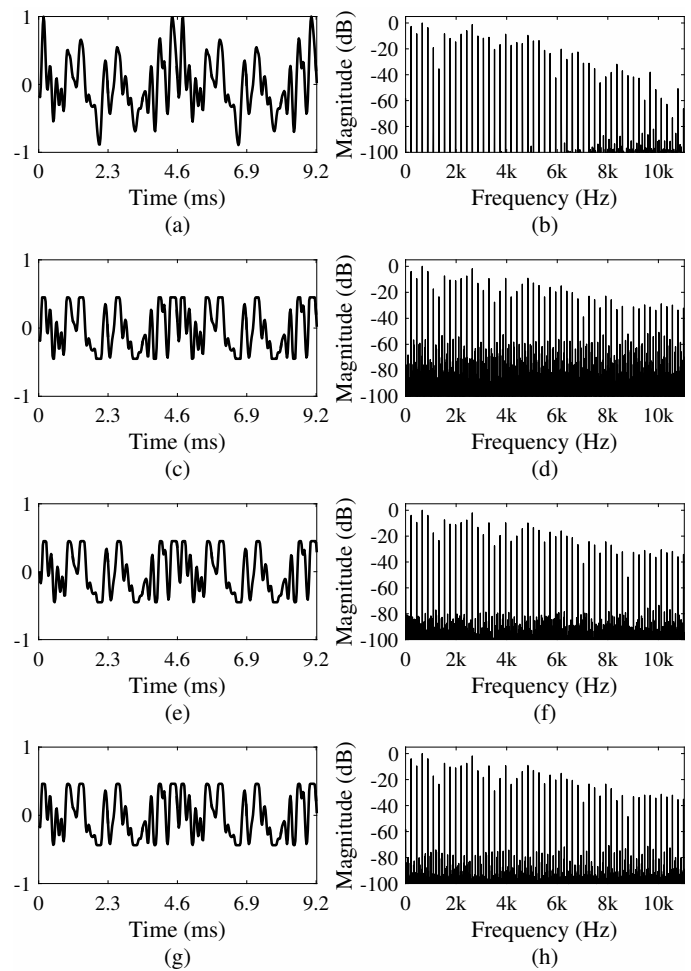 1
0
-1
0 2.3 4.6 6.9 9.2
Time (ms)
(a)
Magnitude (dB)
0
-20
-40
-60
-80
-100
0 2k 4k 6k 8k 10k
Frequency (Hz)
(b)
1
0
-1
0 2.3 4.6 6.9 9.2
Time (ms)
(c)
Magnitude (dB)
0
-20
-40
-60
-80
-100
0 2k 4k 6k 8k 10k
Frequency (Hz)
(d)
1
0
-1
0 2.3 4.6 6.9 9.2
Time (ms)
(e)
Magnitude (dB)
0
-20
-40
-60
-80
-100
0 2k 4k 6k 8k 10k
Frequency (Hz)
(f)
1
0
-1
0 2.3 4.6 6.9 9.2
Time (ms)
(g)
Magnitude (dB)
0
-20
-40
-60
-80
-100
0 2k 4k 6k 8k 10k
Frequency (Hz)
(h)